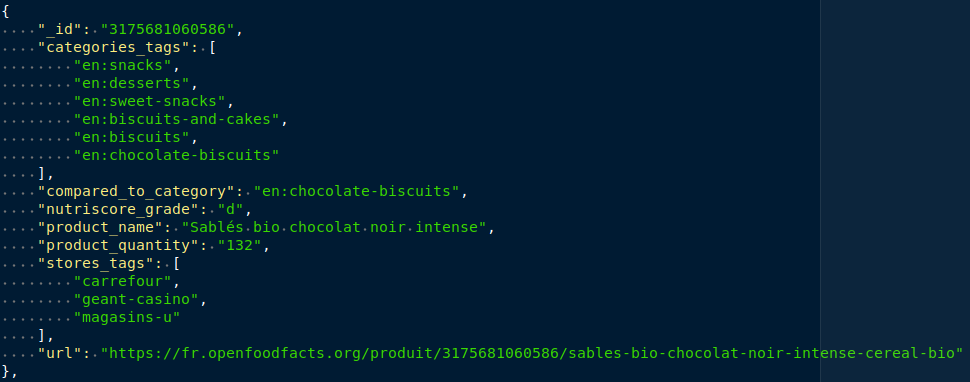 {
    "_id": "3175681060586",
    "categories_tags": [
        "en:snacks",
        "en:desserts",
        "en:sweet-snacks",
        "en:biscuits-and-cakes",
        "en:biscuits",
        "en:chocolate-biscuits"
    ],
    "compared_to_category": "en:chocolate-biscuits",
    "nutriscore_grade": "d",
    "product_name": "Sablés bio chocolat noir intense",
    "product_quantity": "132",
    "stores_tags": [
        "carrefour",
        "geant-casino",
        "magasins-u"
    ],
    "url": "https://fr.openfoodfacts.org/produit/3175681060586/sables-bio-chocolat-noir-intense-cereal-bio"
},